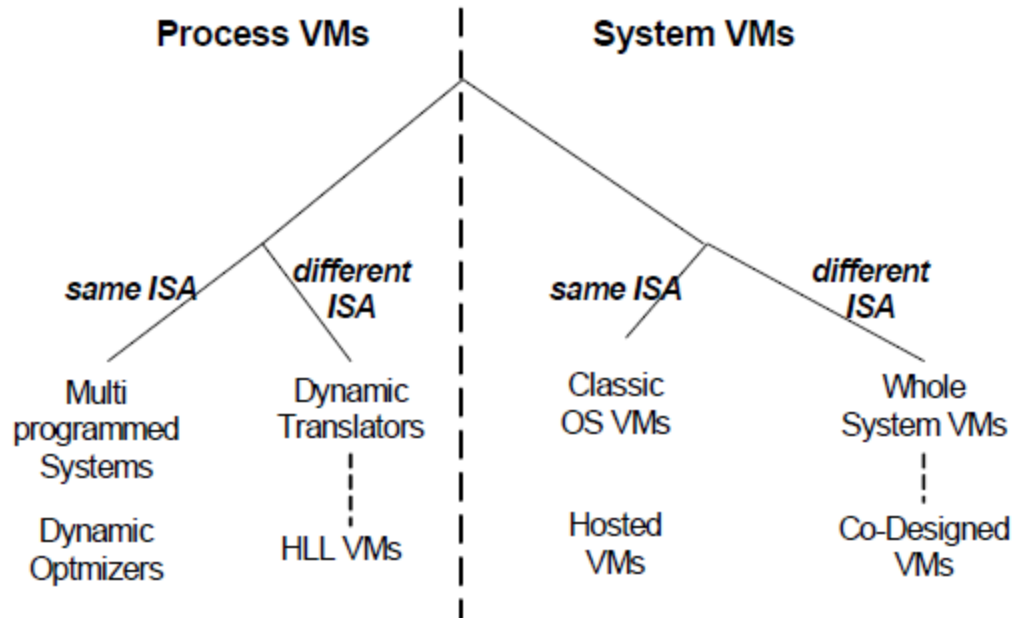 Process VMs
System VMs
same ISA
different
ISA
same ISA
different
ISA
Multi
programmed
Systems
Dynamic
Translators
Classic
OS VMs
Whole
System VMs
Dynamic
Optmizers
HLL VMs
Hosted
VMs
Co-Designed
VMs